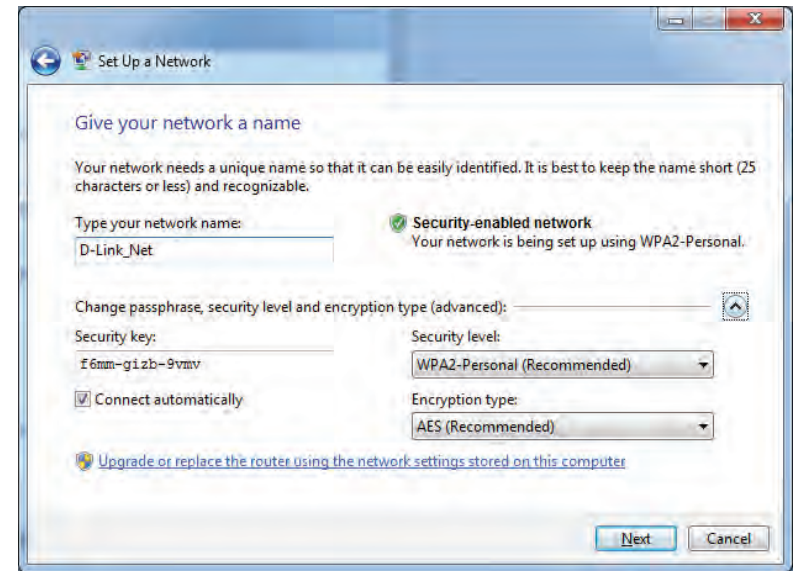 Set Up a Network
Give your network a name
Your network needs a unique name so that it can be easily identified. It is best to keep the name short (25
characters or less) and recognizable.
Type your network name:
D-Link_Net
Security-enabled network
Your network is being set up using WPA2-Personal.
Change passphrase, security level and encryption type (advanced):
Security key:
f6mm-gizb-9vmv
Connect automatically
Security level:
WPA2-Personal (Recommended)
Encryption type:
AES (Recommended)
Upgrade or replace the router using the network settings stored on this computer
Next
Cancel